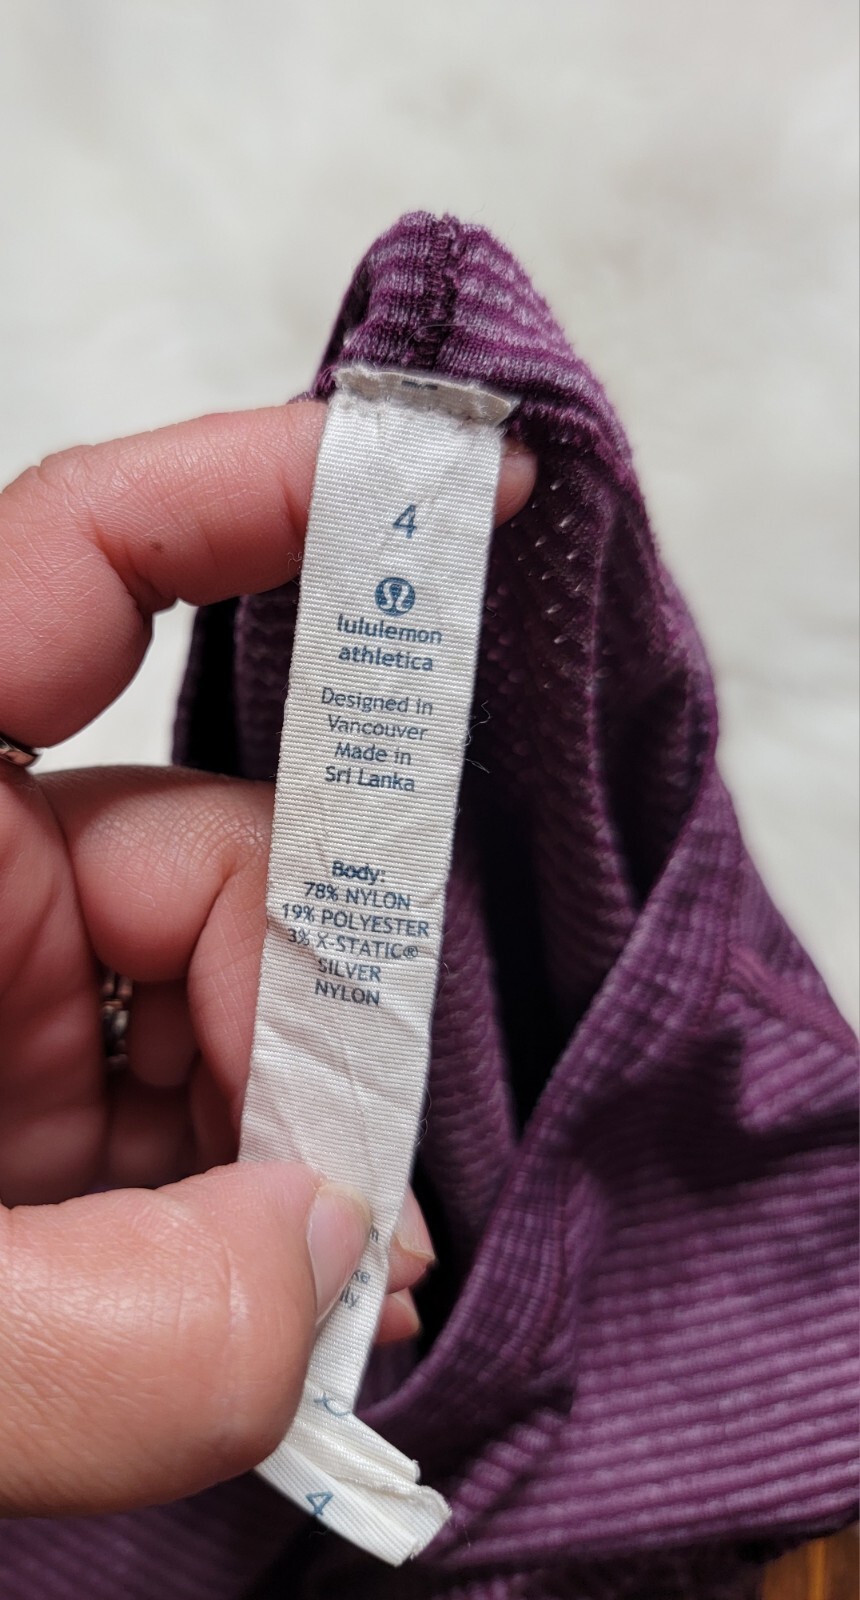 4
lululemon
athletica
Designed in
Vancouver
Made in
Sri Lanka
Body:
78% NYLON
19% POLYESTER
3% X-STATIC®
SILVER
NYLON
4